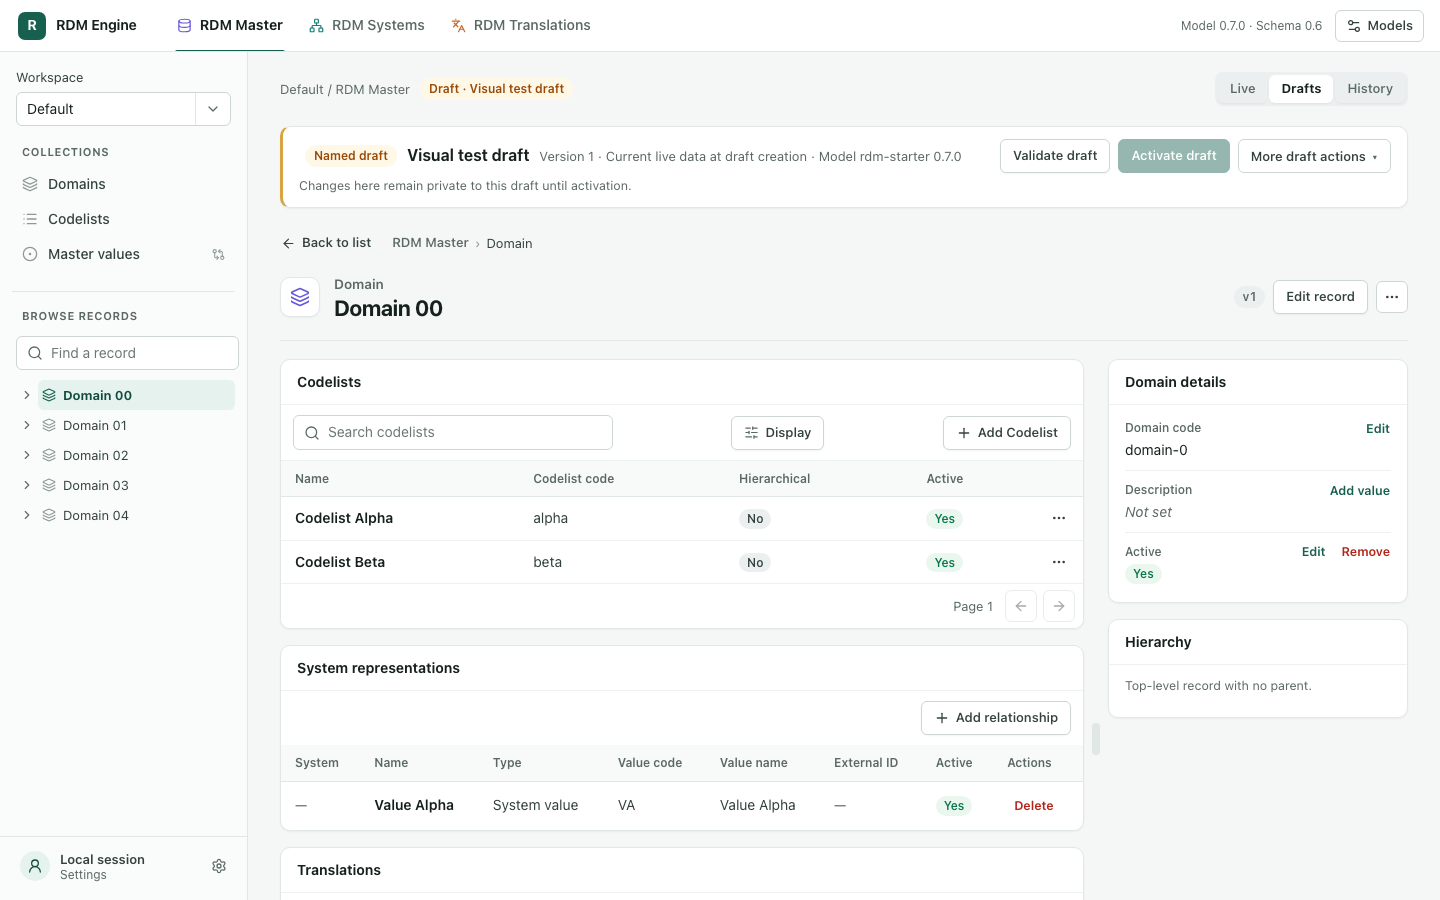 R RDM Engine RDM Master RDM Systems RDM Translations Model 0.7.0 · Schema 0.6 Models
Workspace
Default
COLLECTIONS
Domains
Codelists
Master values
BROWSE RECORDS
Find a record
Domain 00
Domain 01
Domain 02
Domain 03
Domain 04
Local session
Settings
Default / RDM Master Draft · Visual test draft Live Drafts History
Named draft Visual test draft Version 1 · Current live data at draft creation · Model rdm-starter 0.7.0 Validate draft Activate draft More draft actions
Changes here remain private to this draft until activation.
Back to list RDM Master › Domain
Domain
Domain 00
v1 Edit record
Codelists
Search codelists Display Add Codelist
Name Codelist code Hierarchical Active
Codelist Alpha alpha No Yes
Codelist Beta beta No Yes
Page 1
System representations
Add relationship
System Name Type Value code Value name External ID Active Actions
— Value Alpha System value VA Value Alpha — Yes Delete
Translations
Domain details
Domain code Edit
domain-0
Description Add value
Not set
Active Edit Remove
Yes
Hierarchy
Top-level record with no parent.